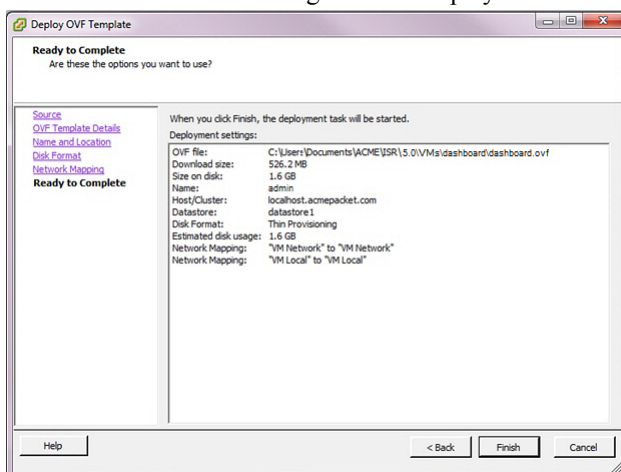 Deploy OVF Template
Ready to Complete
Are these the options you want to use?
Source
OVF Template Details
Name and Location
Disk Format
Network Mapping
Ready to Complete
When you click Finish, the deployment task will be started.
Deployment settings:
OVF file: C:\Users\Documents\ACME\ISR\5.0\VMs\dashboard\dashboard.ovf
Download size: 526.2 MB
Size on disk: 1.6 GB
Name: admin
Host/Cluster: localhost.acmepacket.com
Datastore: datastore1
Disk Format: Thin Provisioning
Estimated disk usage: 1.6 GB
Network Mapping: "VM Network" to "VM Network"
Network Mapping: "VM Local" to "VM Local"
Help
< Back
Finish
Cancel